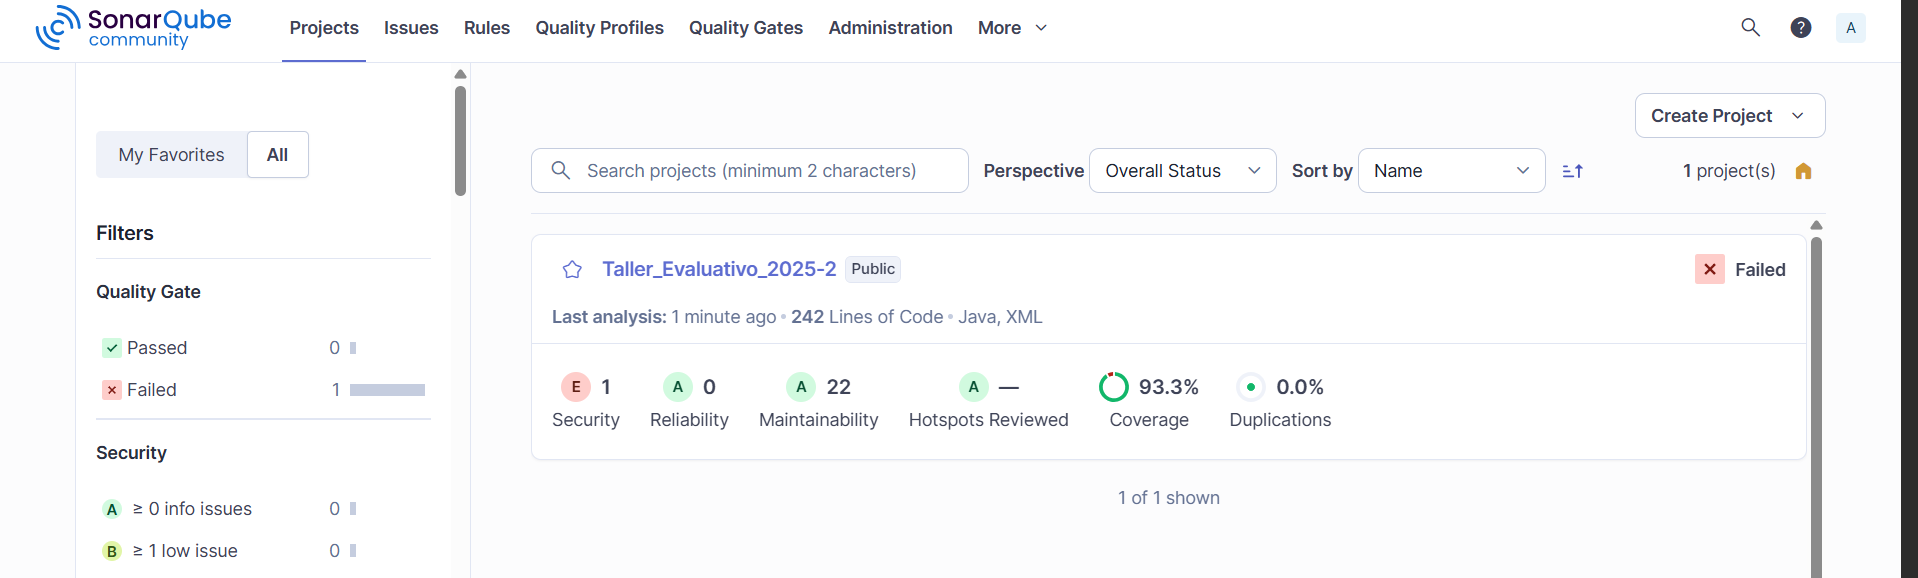 SonarQube
community
Projects Issues Rules Quality Profiles Quality Gates Administration More ? A
My Favorites All
Filters
Quality Gate
Passed 0
Failed 1
Security
A ≥ 0 info issues 0
B ≥ 1 low issue 0
Create Project
Search projects (minimum 2 characters) Perspective Overall Status Sort by Name 1 project(s)
Taller_Evaluativo_2025-2 Public Failed
Last analysis: 1 minute ago • 242 Lines of Code • Java, XML
E 1 A 0 A 22 A — 93.3% 0.0%
Security Reliability Maintainability Hotspots Reviewed Coverage Duplications
1 of 1 shown